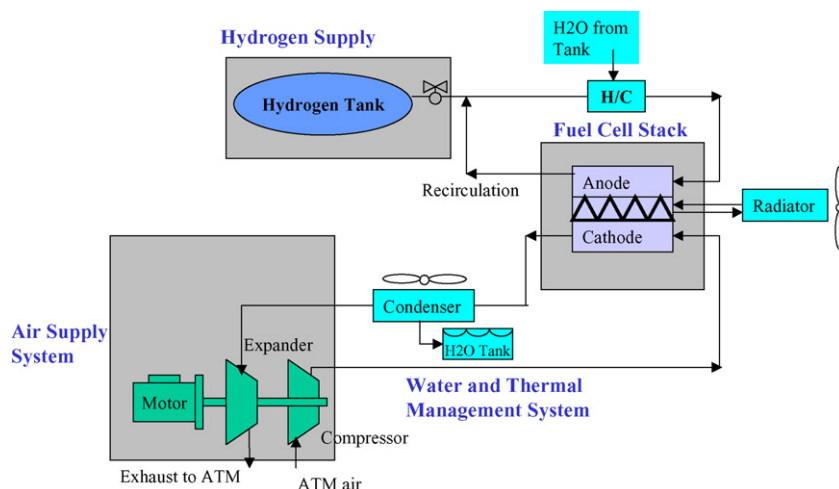 H2O from
Tank
Hydrogen Supply
Hydrogen Tank
H/C
Fuel Cell Stack
Recirculation
Anode
Radiator
Cathode
Condenser
Air Supply
System
Expander
H2O Tank
Motor
Water and Thermal
Management System
Compressor
Exhaust to ATM
ATM air